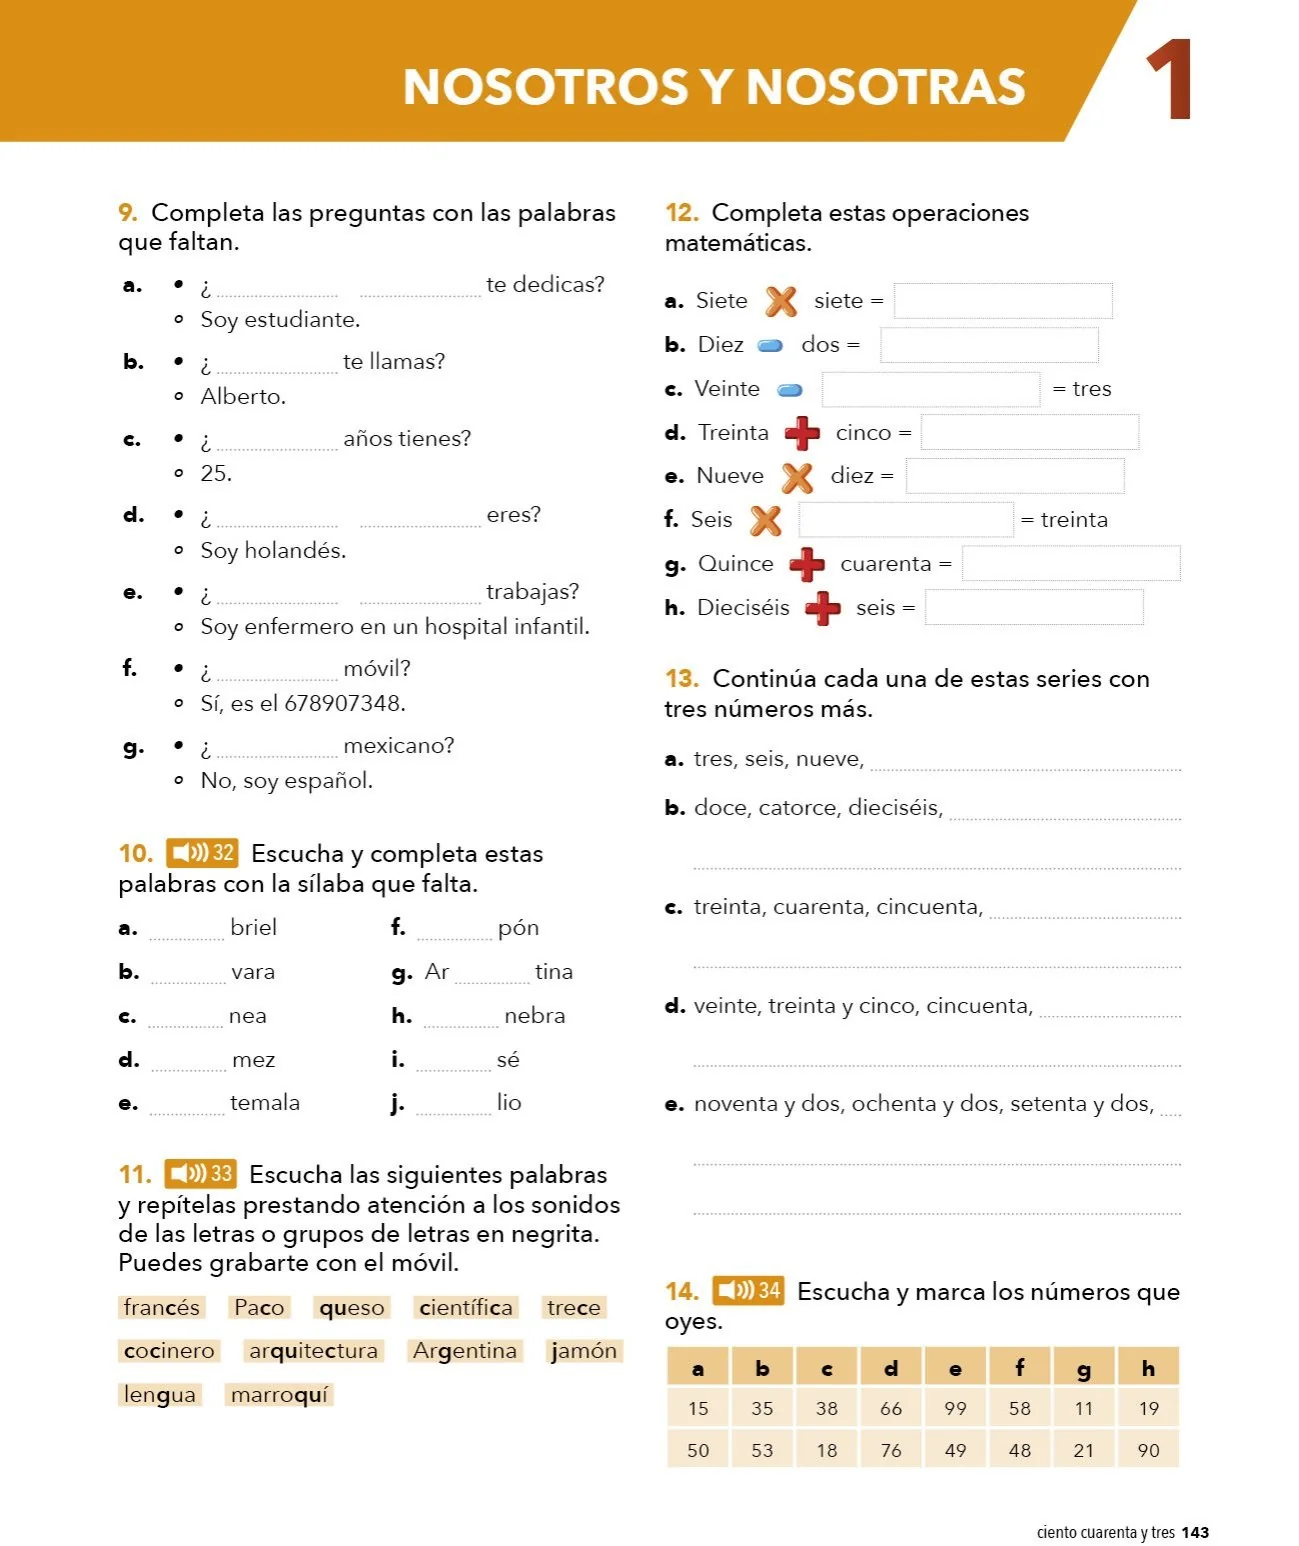 NOSOTROS Y NOSOTRAS
1
9. Completa las preguntas con las palabras
que faltan.
a. • ¿ te dedicas?
Soy estudiante.
b. • ¿ te llamas?
Alberto.
c. • ¿ años tienes?
25.
d. • ¿ eres?
Soy holandés.
e. • ¿ trabajas?
Soy enfermero en un hospital infantil.
f. • ¿ móvil?
Sí, es el 678907348.
g. • ¿ mexicano?
No, soy español.
10. 32 Escucha y completa estas
palabras con la sílaba que falta.
a. briel
b. vara
c. nea
d. mez
e. temala
f. pón
g. Ar tina
h. nebra
i. sé
j. lio
11. 33 Escucha las siguientes palabras
y repítelas prestando atención a los sonidos
de las letras o grupos de letras en negrita.
Puedes grabarte con el móvil.
francés Paco queso científica trece
cocinero arquitectura Argentina jamón
lengua marroquí
12. Completa estas operaciones
matemáticas.
a. Siete × siete =
b. Diez - dos =
c. Veinte - = tres
d. Treinta + cinco =
e. Nueve × diez =
f. Seis × = treinta
g. Quince + cuarenta =
h. Dieciséis + seis =
13. Continúa cada una de estas series con
tres números más.
a. tres, seis, nueve,
b. doce, catorce, dieciséis,
c. treinta, cuarenta, cincuenta,
d. veinte, treinta y cinco, cincuenta,
e. noventa y dos, ochenta y dos, setenta y dos,
14. 34 Escucha y marca los números que
oyes.
a b c d e f g h
15 35 38 66 99 58 11 19
50 53 18 76 49 48 21 90
ciento cuarenta y tres 143